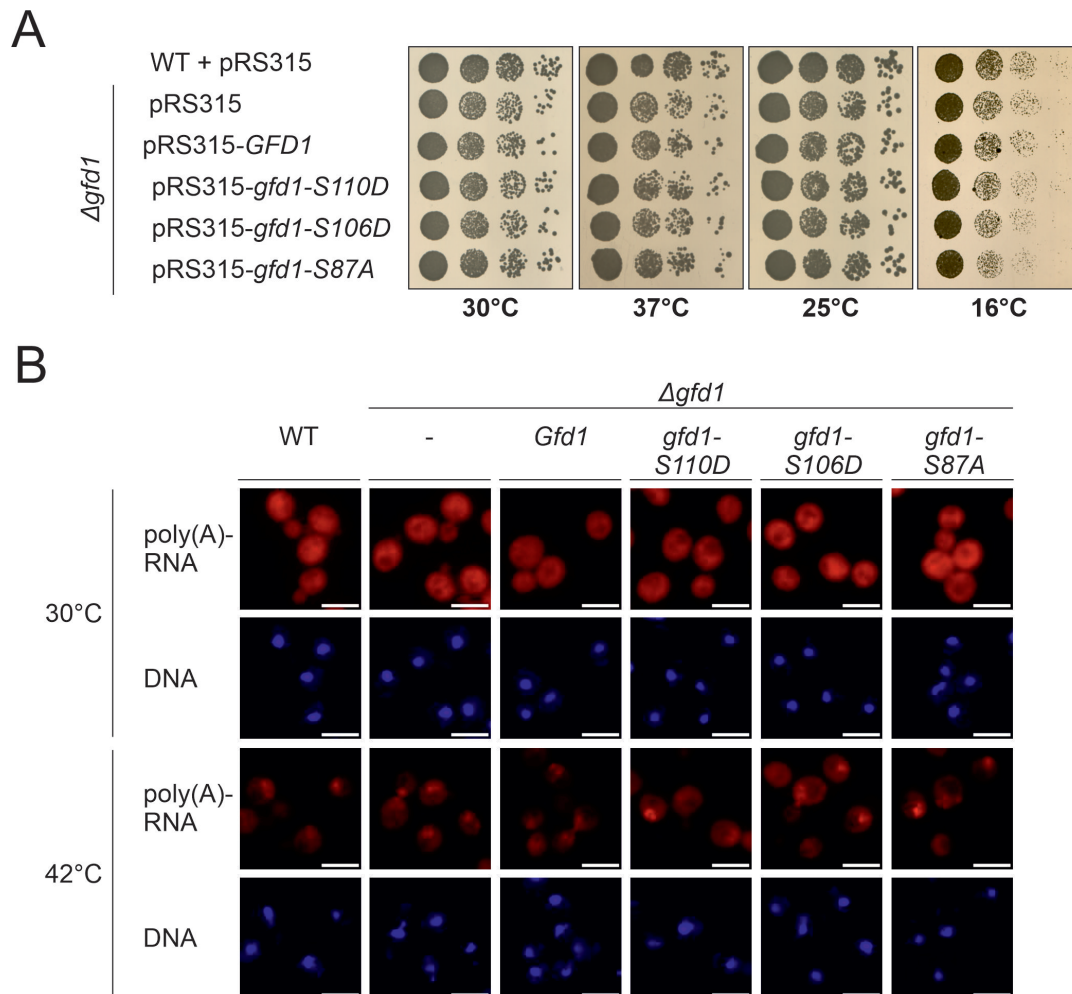 A
WT + pRS315
Δgfd1
pRS315
pRS315-GFD1
pRS315-gfd1-S110D
pRS315-gfd1-S106D
pRS315-gfd1-S87A
30°C 37°C 25°C 16°C
B
Δgfd1
WT - Gfd1 gfd1- gfd1- gfd1-
S110D S106D S87A
30°C
poly(A)-
RNA
DNA
42°C
poly(A)-
RNA
DNA